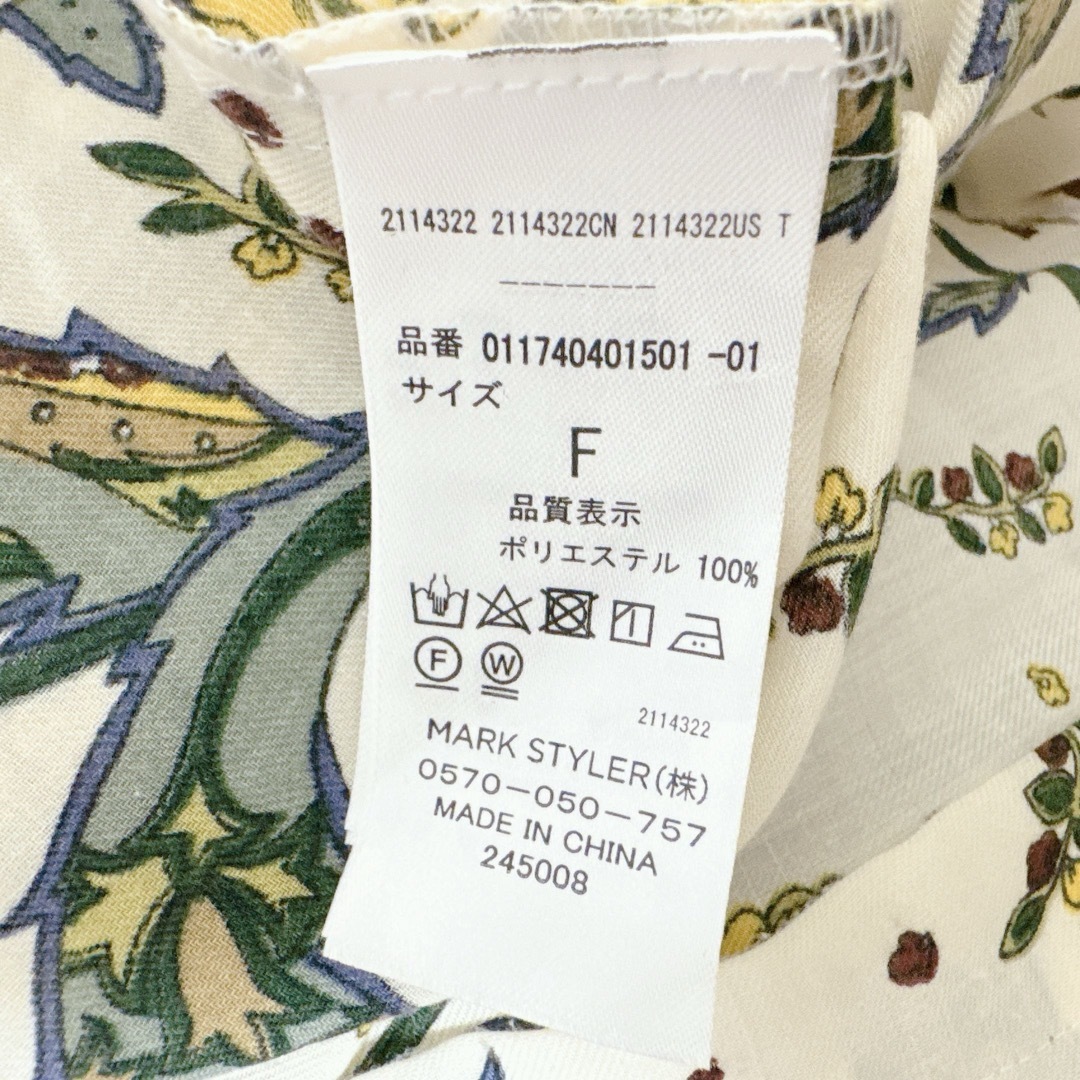 2114322 2114322CN 2114322US T
-------
品番 011740401501 -01
サイズ
F
品質表示
ポリエステル 100%
F W
2114322
MARK STYLER(株)
0570-050-757
MADE IN CHINA
245008